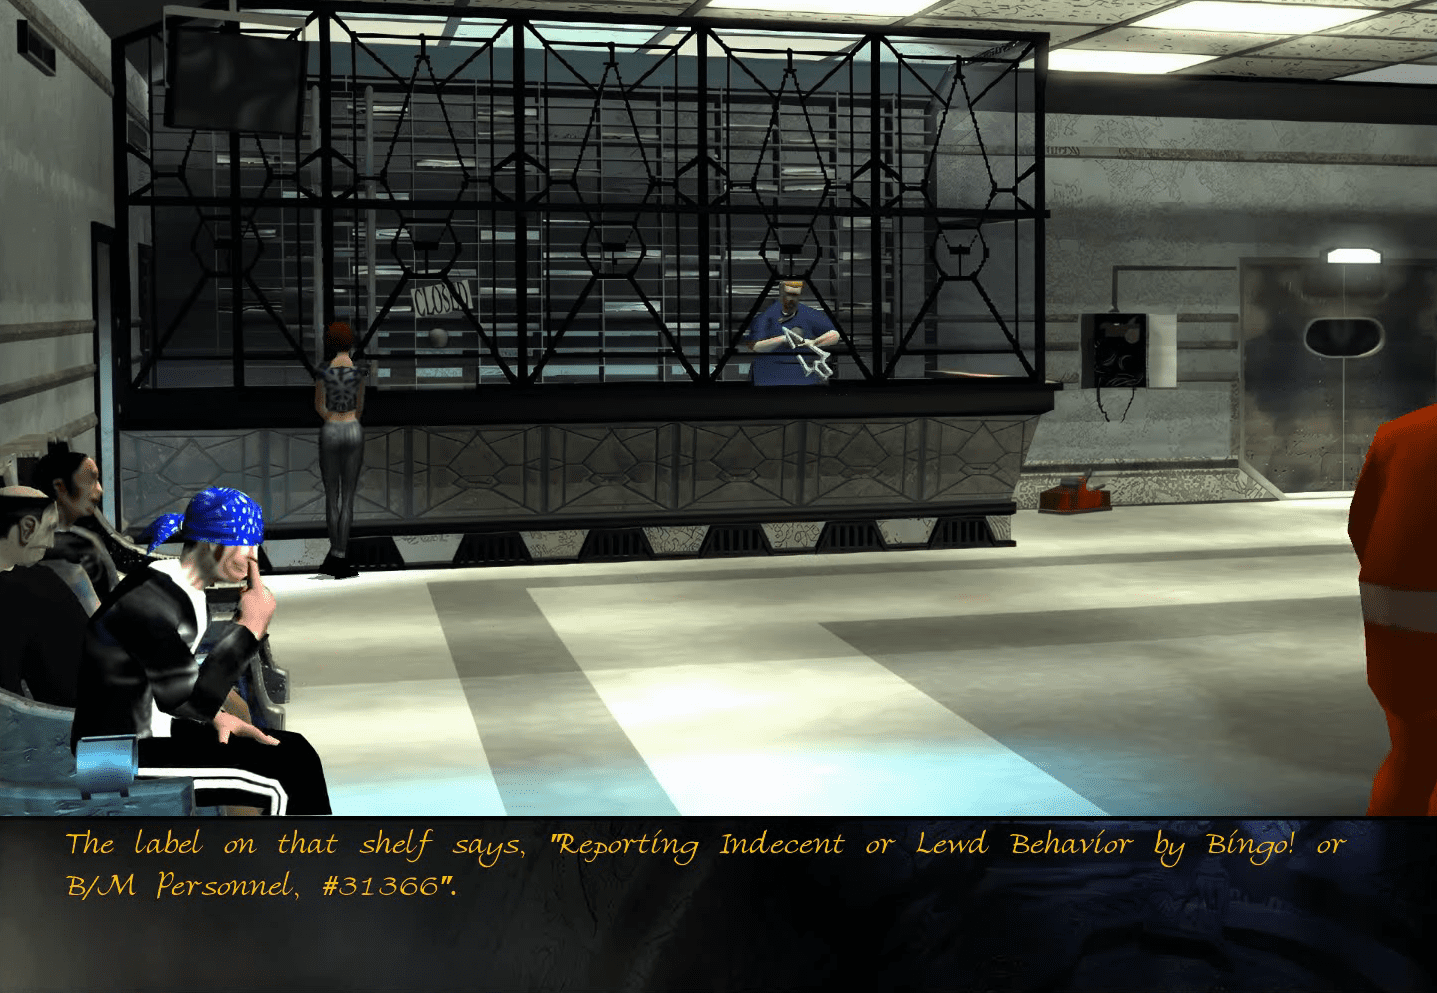 CLOSED
The label on that shelf says, "Reporting Indecent or Lewd Behavior by Bingo! or
B/M Personnel, #31366".